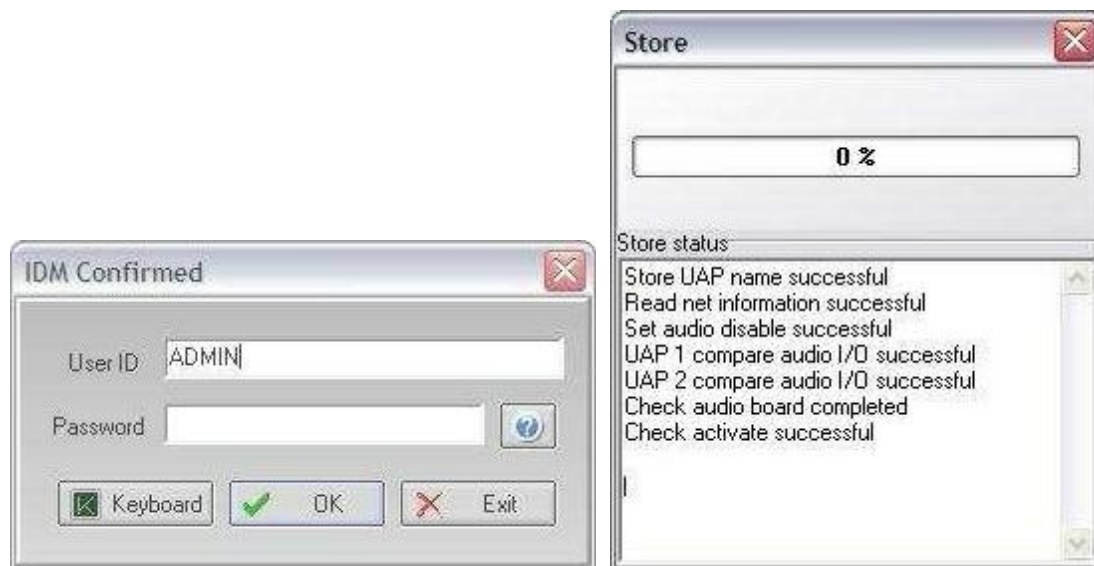 IDM Confirmed
User ID ADMIN
Password
Keyboard OK Exit
Store
0 %
Store status
Store UAP name successful
Read net information successful
Set audio disable successful
UAP 1 compare audio I/O successful
UAP 2 compare audio I/O successful
Check audio board completed
Check activate successful